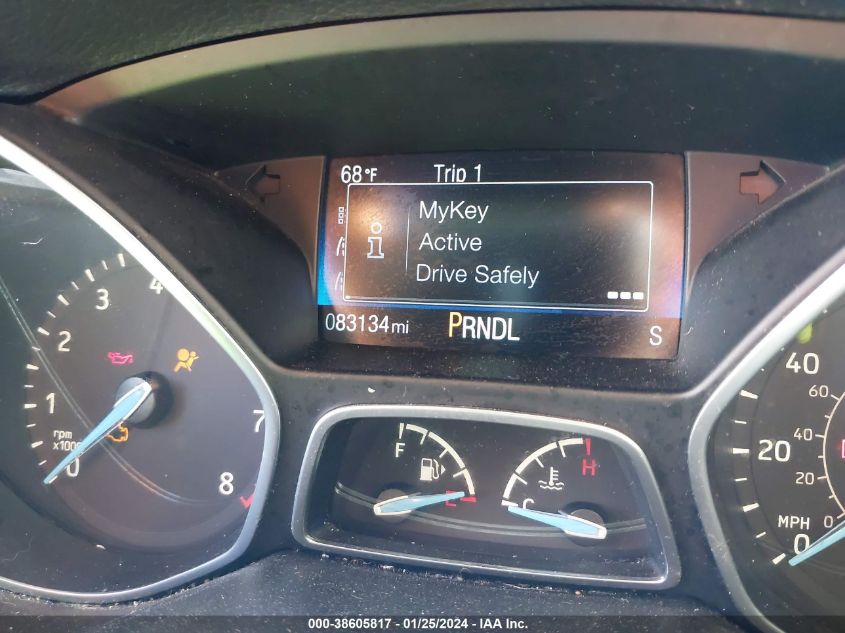 68°F Trip 1
MyKey
Active
Drive Safely
083134mi PRNDL S
4
3
2
1
0
rpm
7
8
F
E
H
C
40
20
0
MPH
60
40
20
0
000-38605817 - 01/25/2024 - IAA Inc.